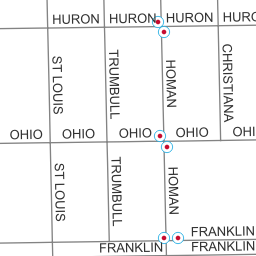 HURON HURON HURON HURO
ST LOUIS TRUMBULL HOMAN CHRISTIANA
OHIO OHIO OHIO OHIO OHI
ST LOUIS TRUMBULL HOMAN
FRANKLIN
FRANKLIN FRANKLIN